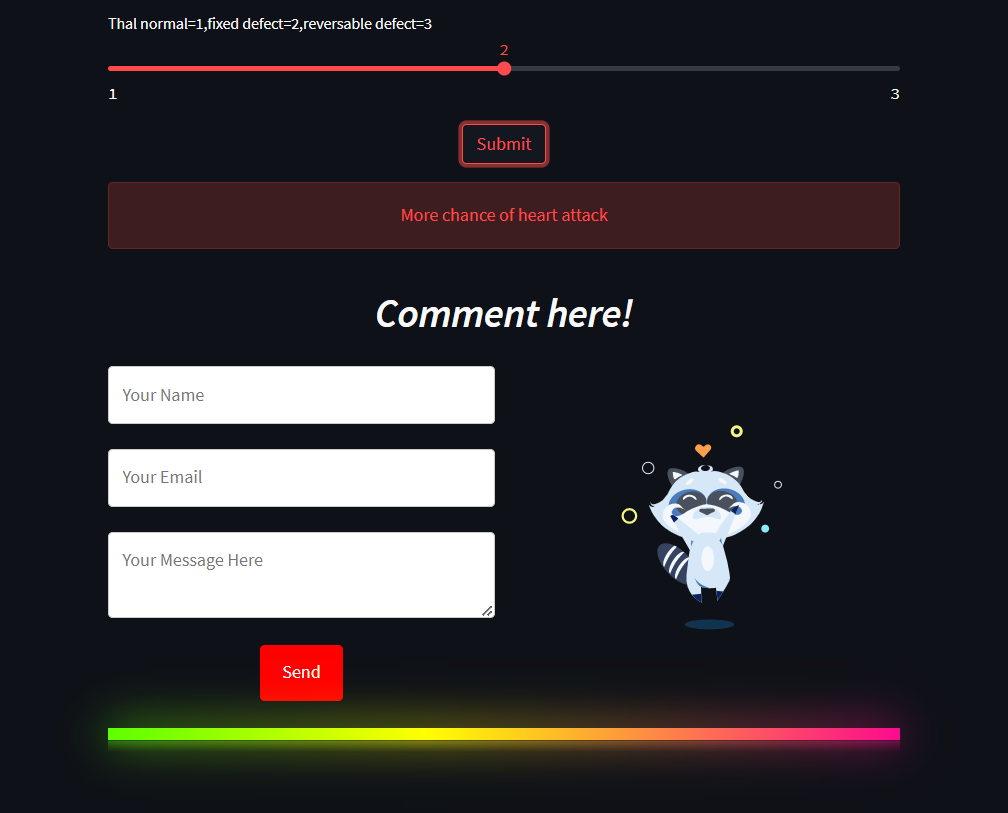 Thal normal=1,fixed defect=2,reversable defect=3
2
1 3
Submit
More chance of heart attack
Comment here!
Your Name
Your Email
Your Message Here
Send